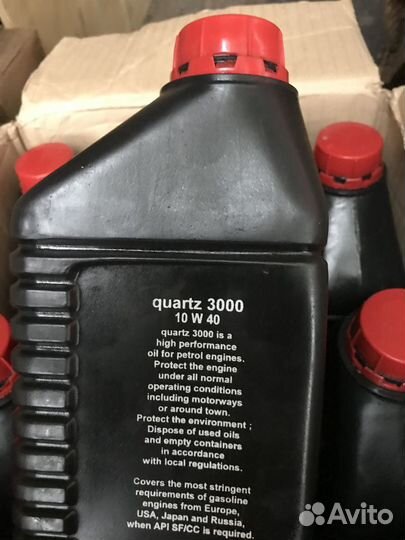 quartz 3000
10 W 40
quartz 3000 is a
high performance
oil for petrol engines.
Protect the engine
under all normal
operating conditions
including motorways
or around town.
Protect the environment ;
Dispose of used oils
and empty containers
in accordance
with local regulations.
Covers the most stringent
requirements of gasoline
engines from Europe,
USA, Japan and Russia,
when API SF/CC is required.
Avito